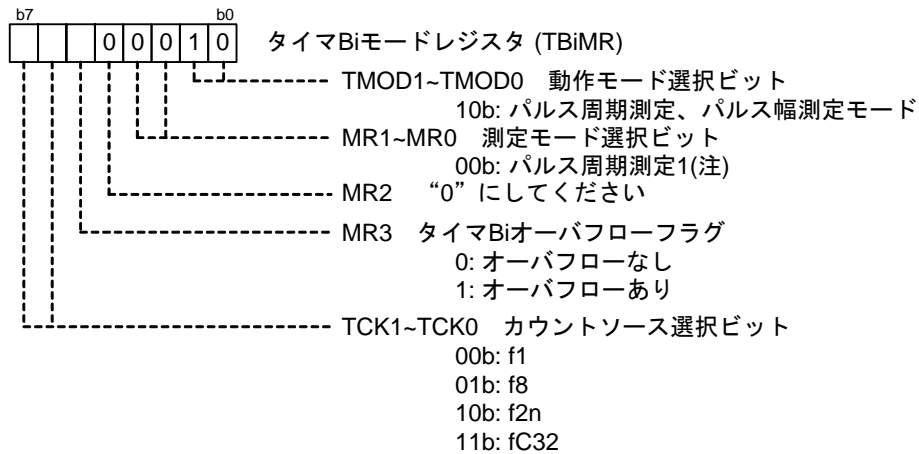 b7 b0
0 0 0 1 0 タイマBiモードレジスタ (TBiMR)
TMOD1~TMOD0 動作モード選択ビット
10b: パルス周期測定、パルス幅測定モード
MR1~MR0 測定モード選択ビット
00b: パルス周期測定1(注)
MR2 “0”にしてください
MR3 タイマBiオーバフローフラグ
0: オーバフローなし
1: オーバフローあり
TCK1~TCK0 カウントソース選択ビット
00b: f1
01b: f8
10b: f2n
11b: fC32